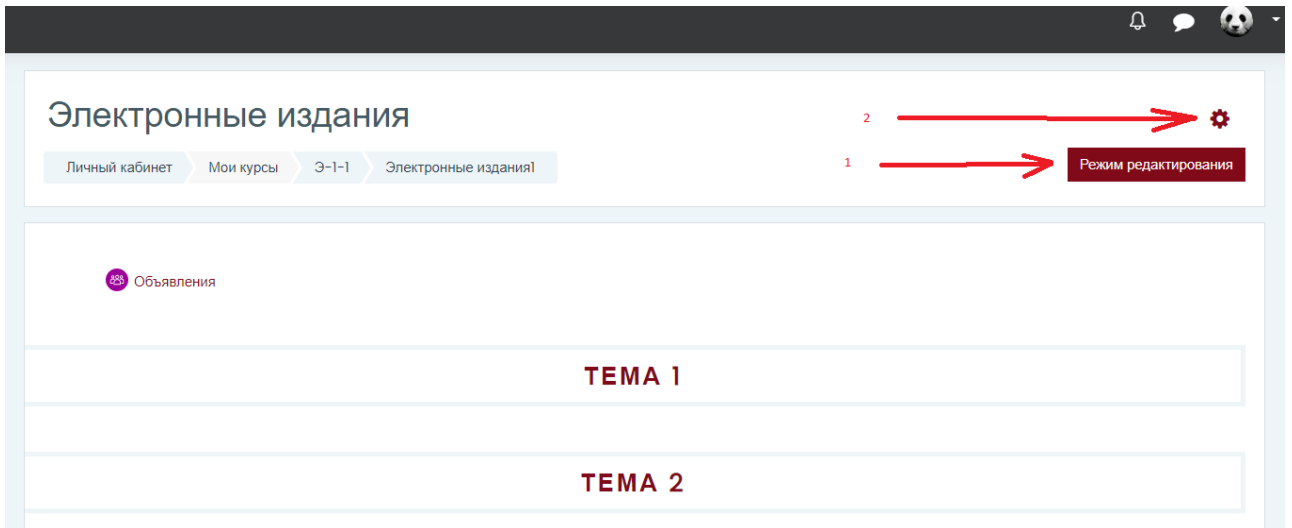 Электронные издания
2
Личный кабинет Мои курсы Э-1-1 Электронные издания1
1
Режим редактирования
Объявления
ТЕМА 1
ТЕМА 2